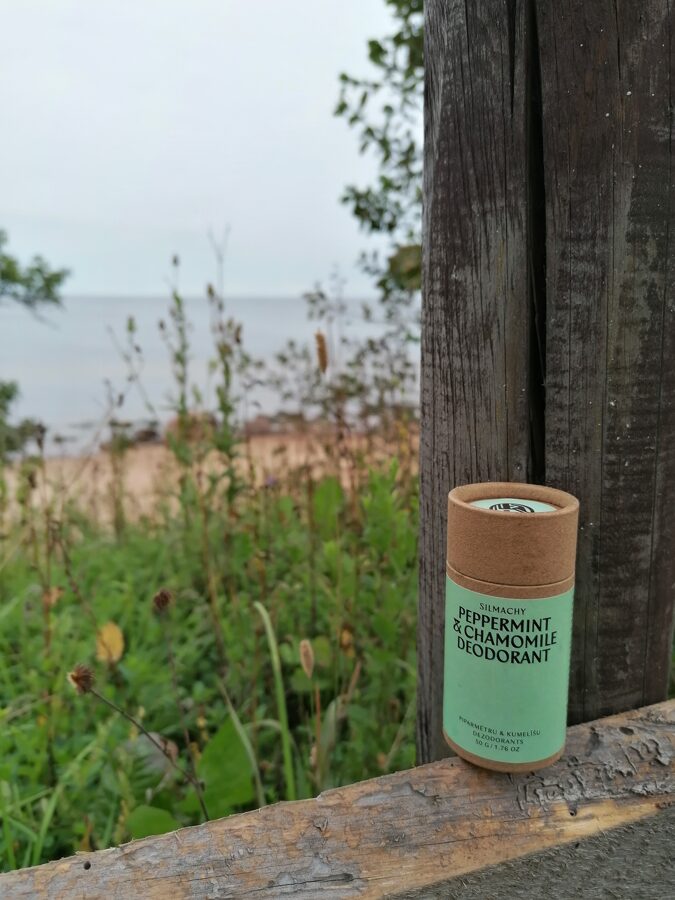 SILMACHY
PEPPERMINT
& CHAMOMILE
DEODORANT
PIPARMĒTRU & KUMELĪŠU
DEZODORANTS
50 G / 1.76 OZ